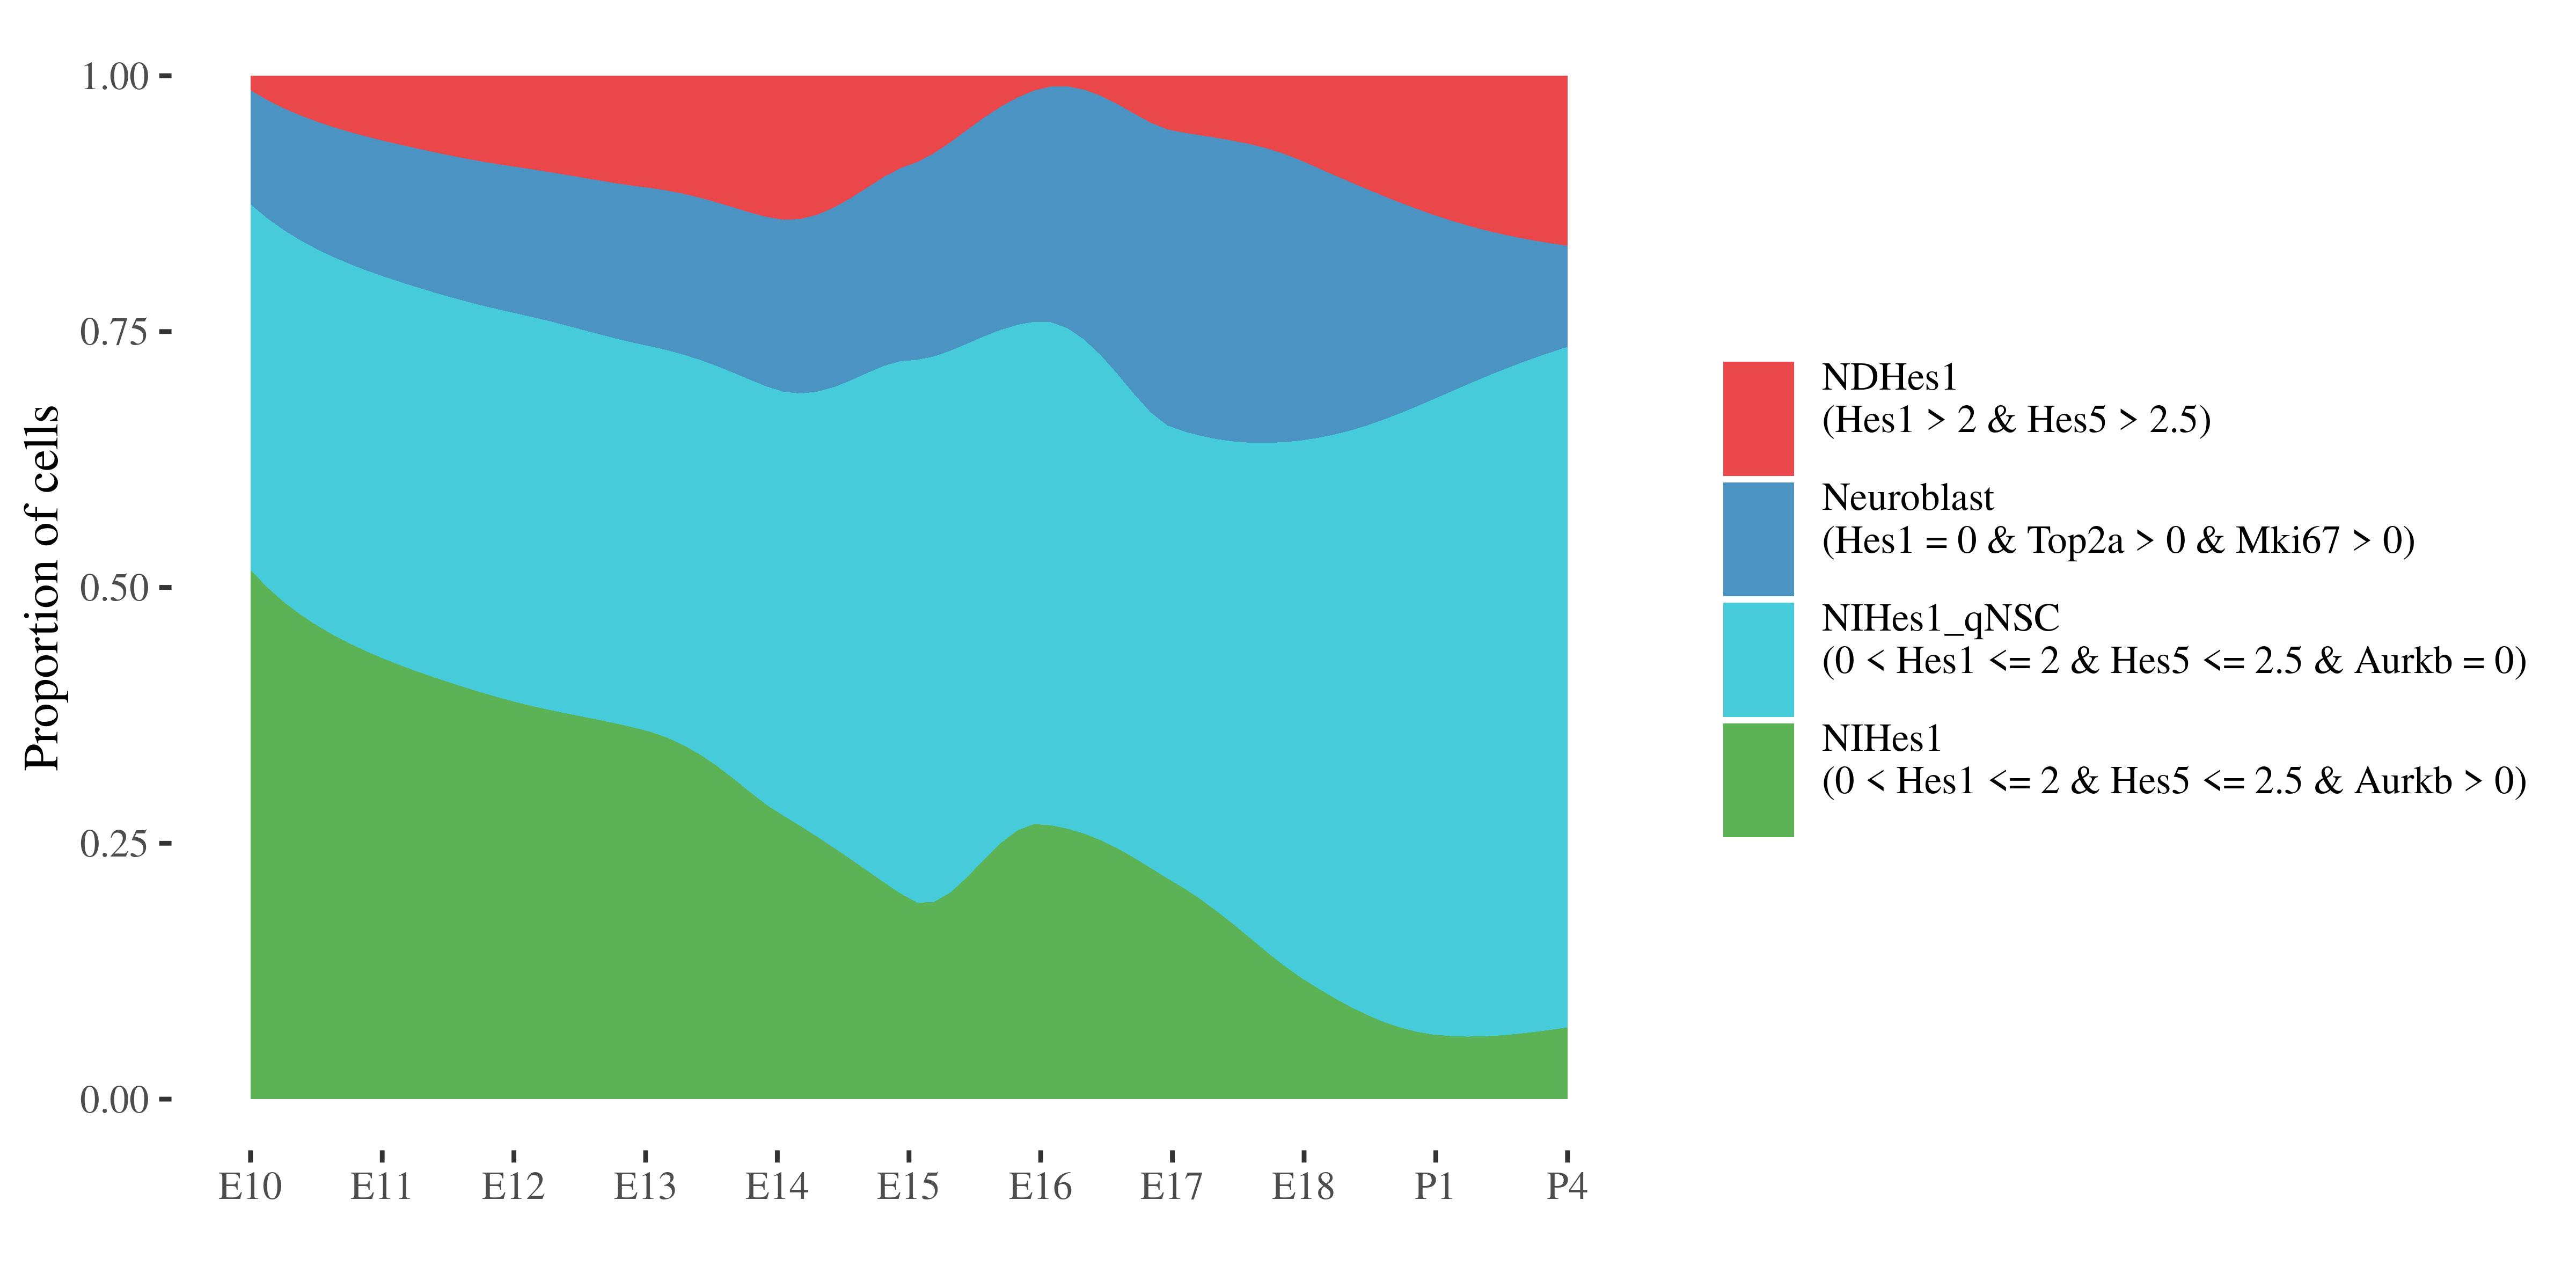 Proportion of cells
1.00
0.75
0.50
0.25
0.00
E10 E11 E12 E13 E14 E15 E16 E17 E18 P1 P4
NDHes1
(Hes1 > 2 & Hes5 > 2.5)
Neuroblast
(Hes1 = 0 & Top2a > 0 & Mki67 > 0)
NIHes1_qNSC
(0 < Hes1 <= 2 & Hes5 <= 2.5 & Aurkb = 0)
NIHes1
(0 < Hes1 <= 2 & Hes5 <= 2.5 & Aurkb > 0)